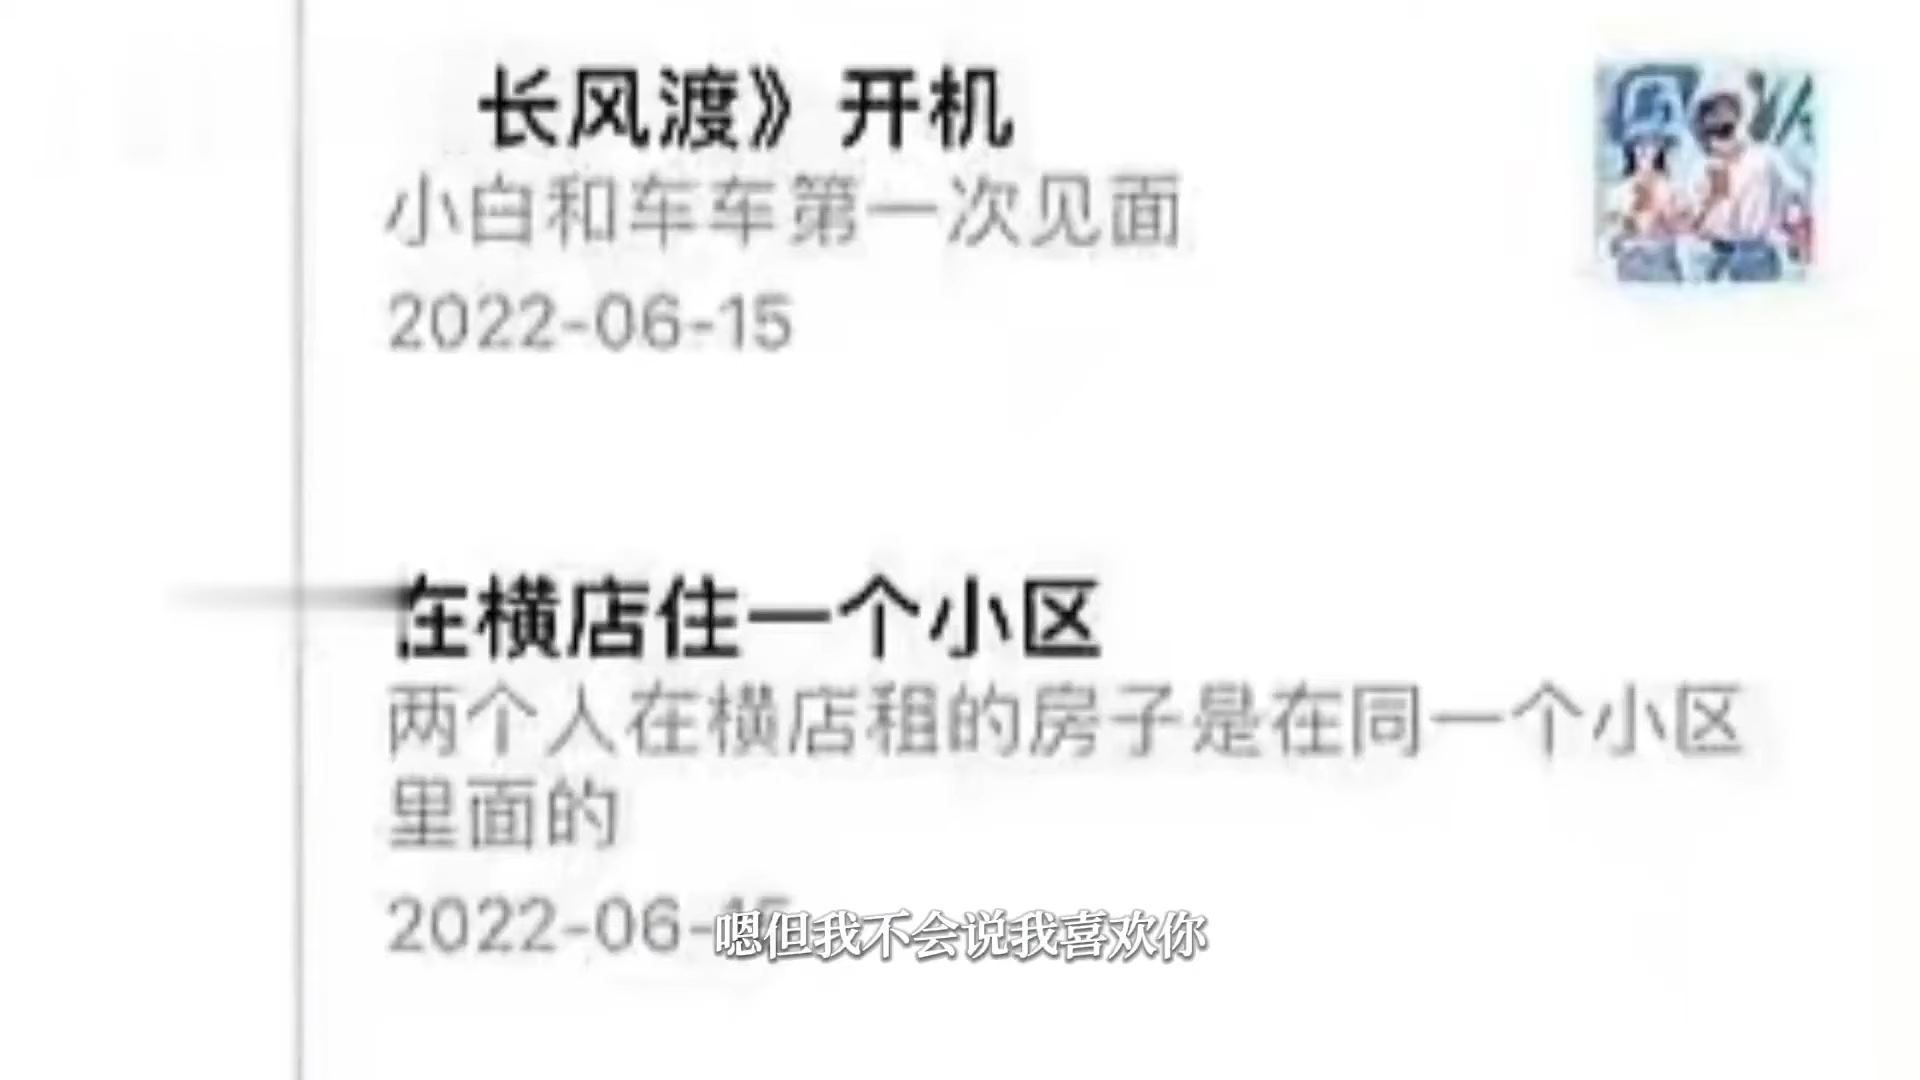 长风渡》开机
小白和车车第一次见面
2022-06-15
在横店住一个小区
两个人在横店租的房子是在同一个小区
里面的
2022-06-15
嗯但我不会说我喜欢你